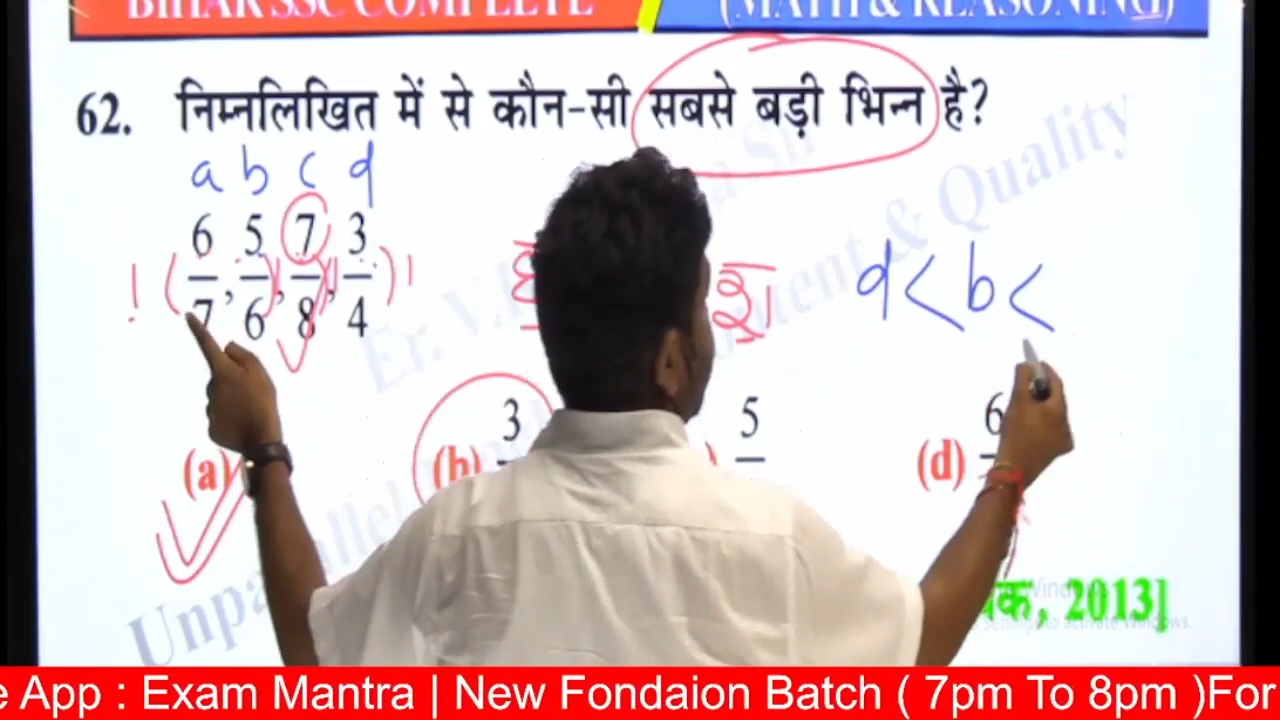 BIHAR SSC COMPLETE (MATH & REASONING)
62. निम्नलिखित में से कौन-सी सबसे बड़ी भिन्न है?
a b c d
6/7, 5/6, 7/8, 3/4
d < b <
(a) (b) 3 5 (d) 6
2013]
App : Exam Mantra | New Fondaion Batch ( 7pm To 8pm )For